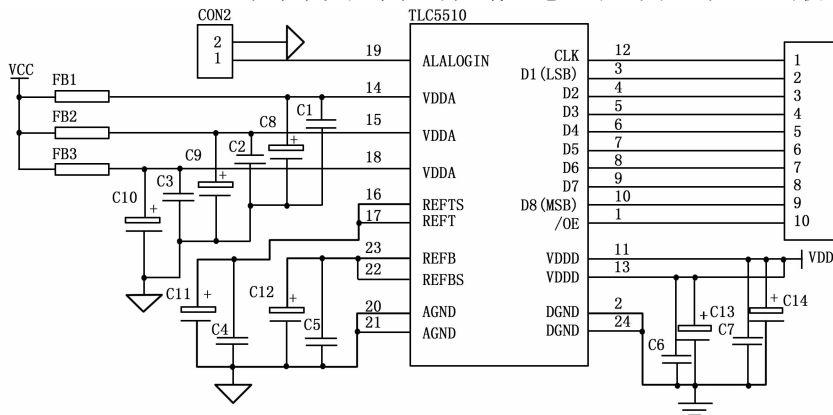 CON2
TLC5510
2
1
19
ALALOGIN
CLK
12
1
D1(LSB)
3
2
VCC
FB1
14
VDDA
C1
D2
4
3
D3
5
4
FB2
C8
15
VDDA
D4
6
5
D5
7
6
FB3
C9
C2
18
VDDA
D6
8
7
D7
9
8
C10
C3
16
REFTS
D8(MSB)
10
9
17
REFT
/OE
1
10
23
REFB
VDDD
11
VDD
22
REFBS
VDDD
13
C11
C12
20
AGND
DGND
2
C13
C14
C4
C5
21
AGND
DGND
24
C6
C7
+
+
+
+
+
+
+